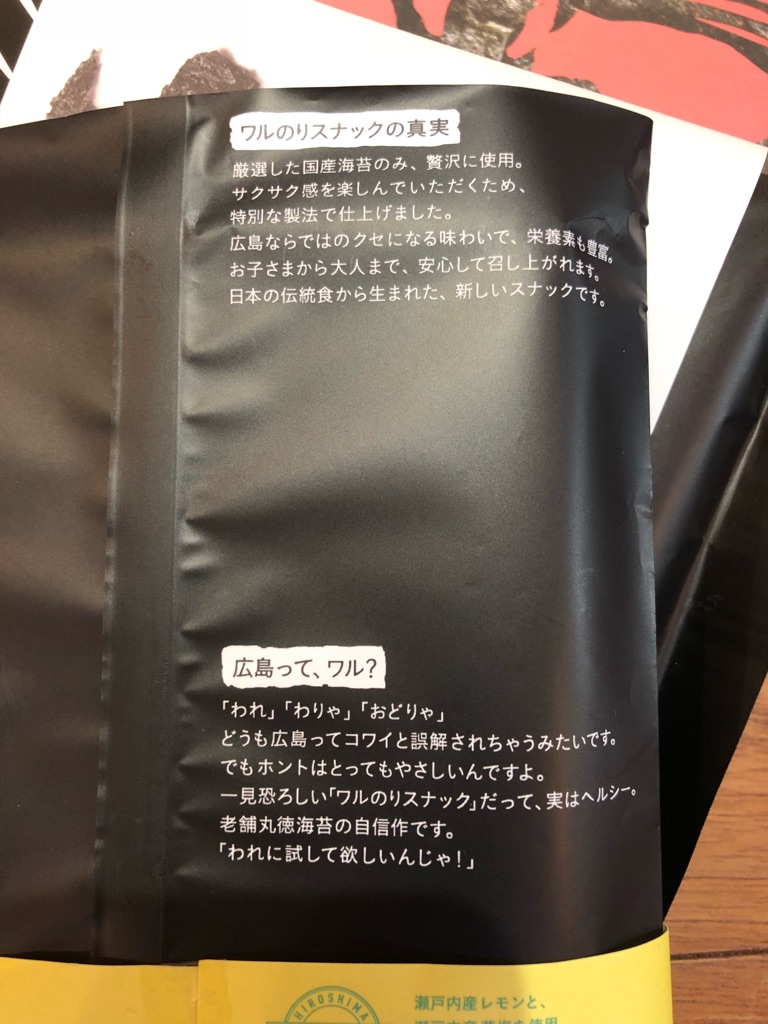 ワルのりスナックの真実
厳選した国産海苔のみ、贅沢に使用。
サクサク感を楽しんでいただくため、
特別な製法で仕上げました。
広島ならではのクセになる味わいで、栄養素も豊富。
お子さまから大人まで、安心して召し上がれます。
日本の伝統食から生まれた、新しいスナックです。
広島って、ワル?
「われ」「わりゃ」「おどりゃ」
どうも広島ってコワイと誤解されちゃうみたいです。
でもホントはとってもやさしいんですよ。
一見恐ろしい「ワルのりスナック」だって、実はヘルシー。
老舗丸徳海苔の自信作です。
「われに試して欲しいんじゃ!」
HIROSHIMA
瀬戸内産レモンと、